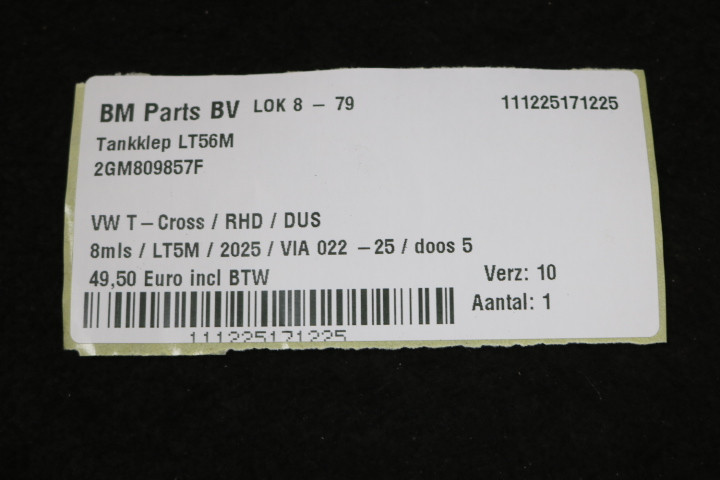 BM Parts BV LOK 8 - 79 111225171225
Tankklep LT56M
2GM809857F
VW T-Cross / RHD / DUS
8mls / LT5M / 2025 / VIA 022 -25 / doos 5
49,50 Euro incl BTW Verz: 10
Aantal: 1
111225171225